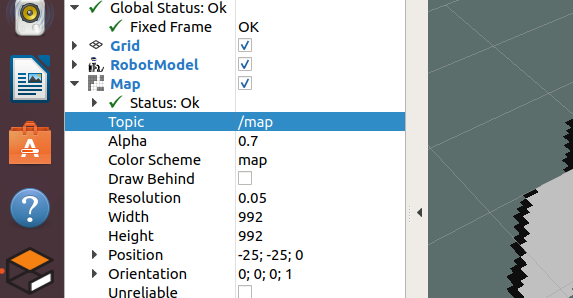 Global Status: Ok
Fixed Frame OK
Grid
RobotModel
Map
Status: Ok
Topic /map
Alpha 0.7
Color Scheme map
Draw Behind
Resolution 0.05
Width 992
Height 992
Position -25; -25; 0
Orientation 0; 0; 0; 1
Unreliable